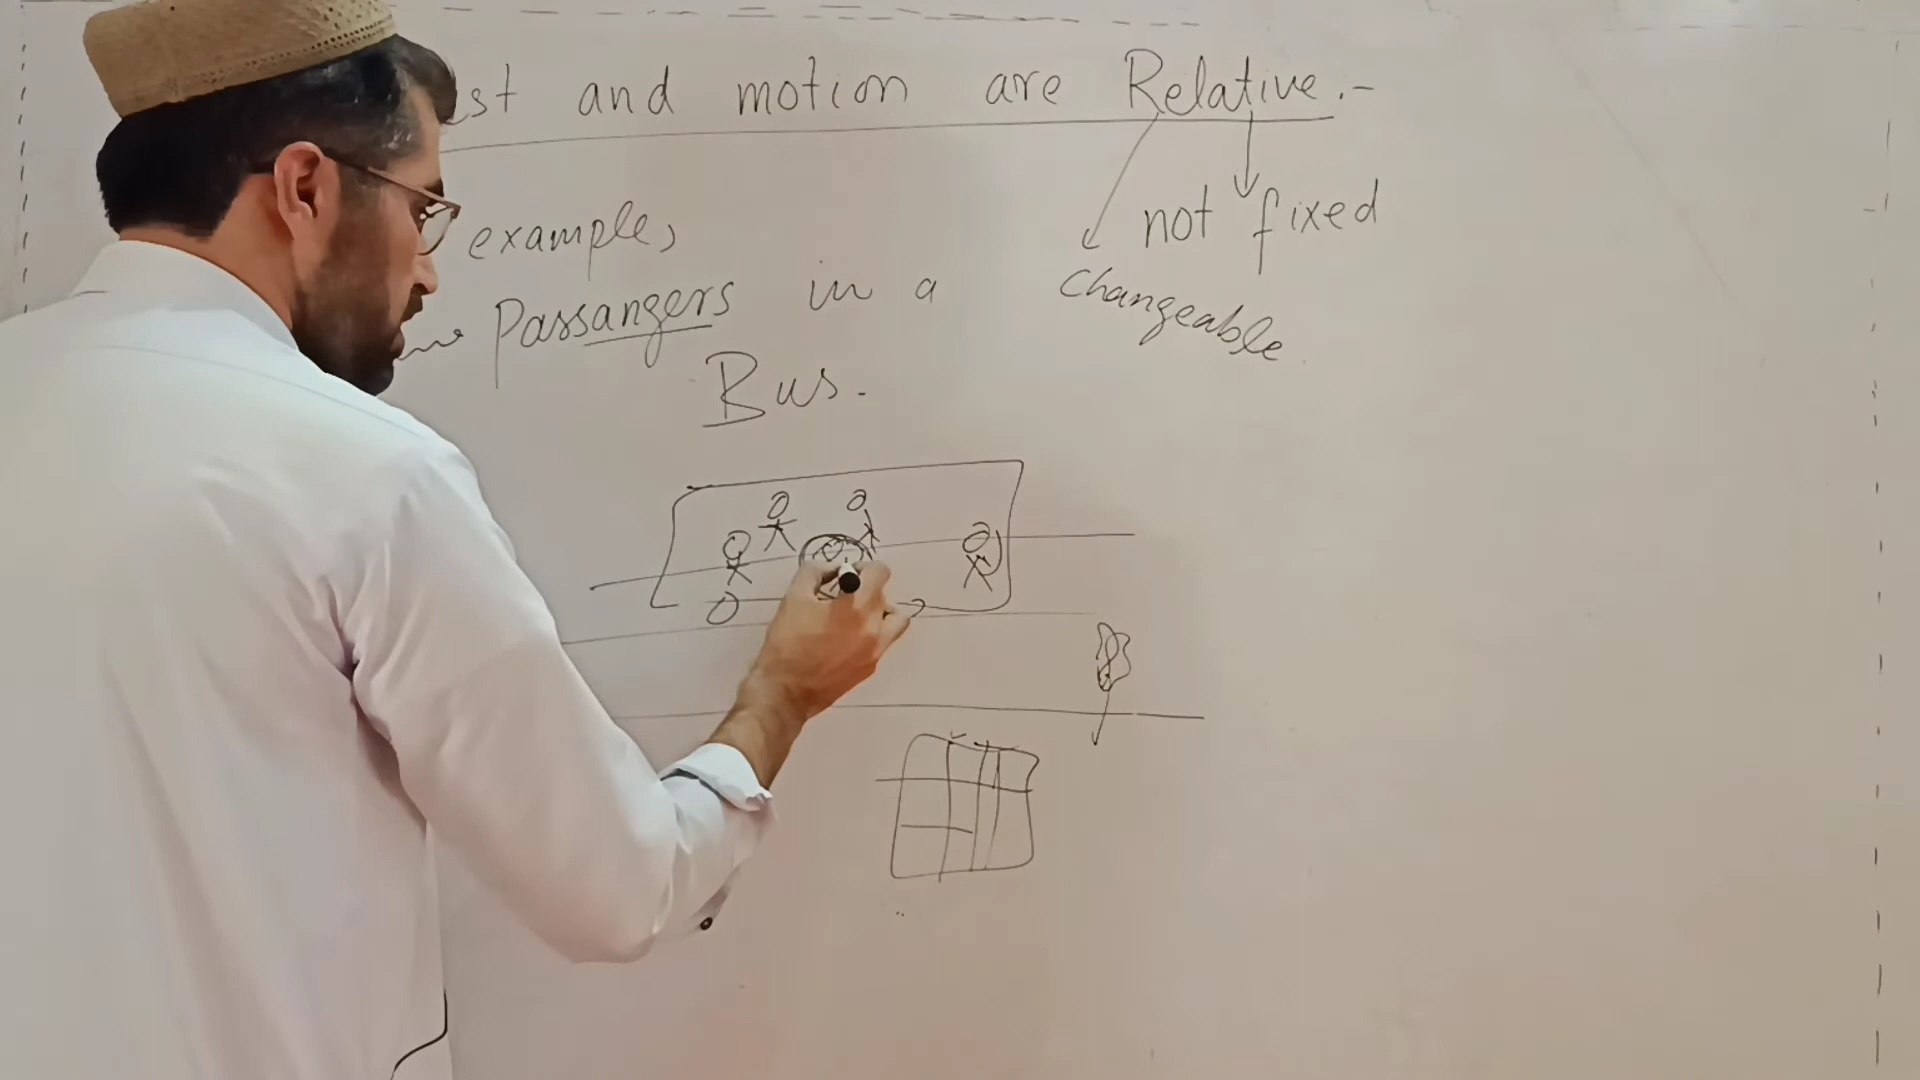 st and motion are Relative.-
not fixed
changeable
example,
Passangers in a
Bus.